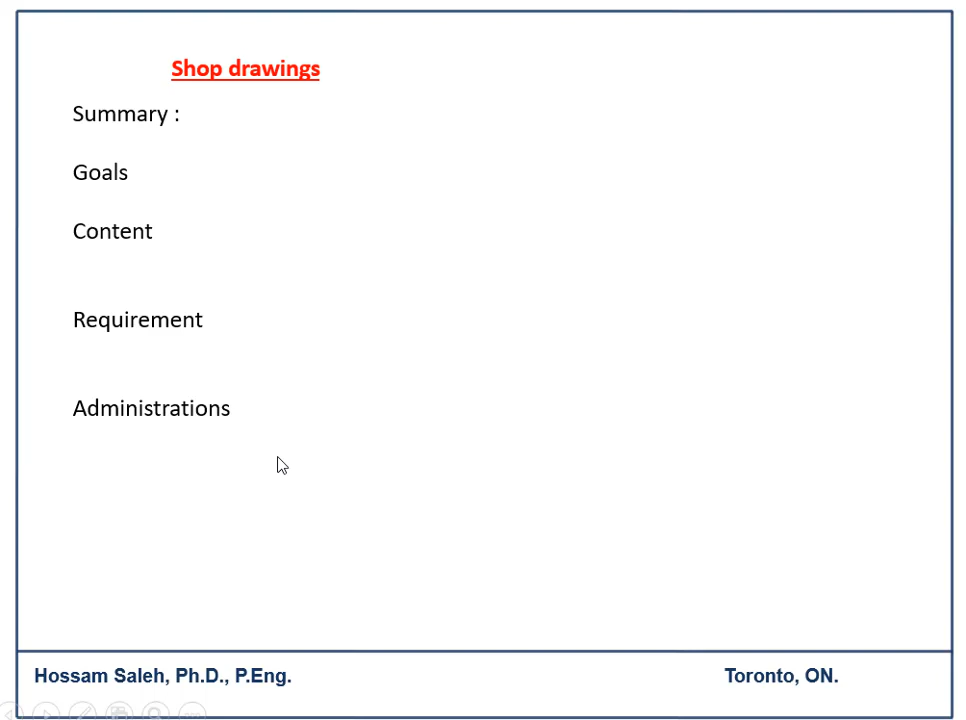 Shop drawings
Summary :
Goals
Content
Requirement
Administrations
Hossam Saleh, Ph.D., P.Eng.
Toronto, ON.